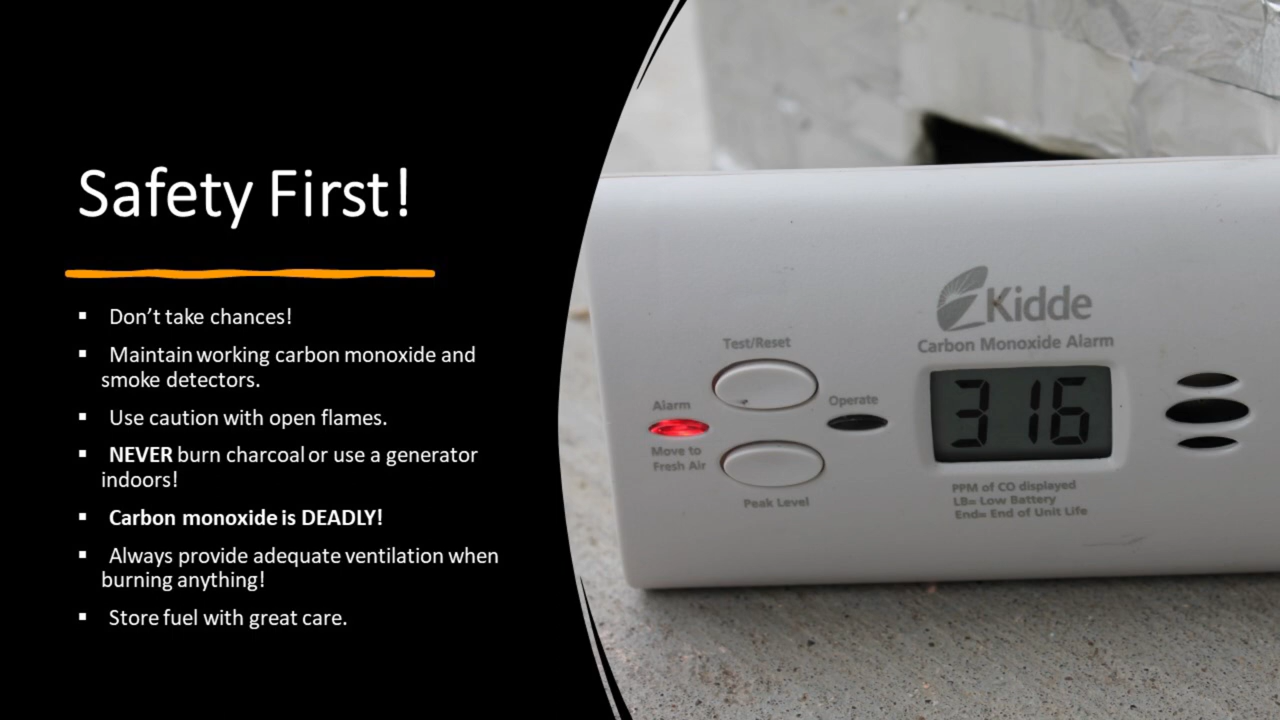 Safety First!
▪ Don’t take chances!
▪ Maintain working carbon monoxide and
smoke detectors.
▪ Use caution with open flames.
▪ NEVER burn charcoal or use a generator
indoors!
▪ Carbon monoxide is DEADLY!
▪ Always provide adequate ventilation when
burning anything!
▪ Store fuel with great care.
Kidde
Carbon Monoxide Alarm
Test/Reset
Alarm
Operate
316
Move to
Fresh Air
Peak Level
PPM of CO displayed
LB= Low Battery
End= End of Unit Life